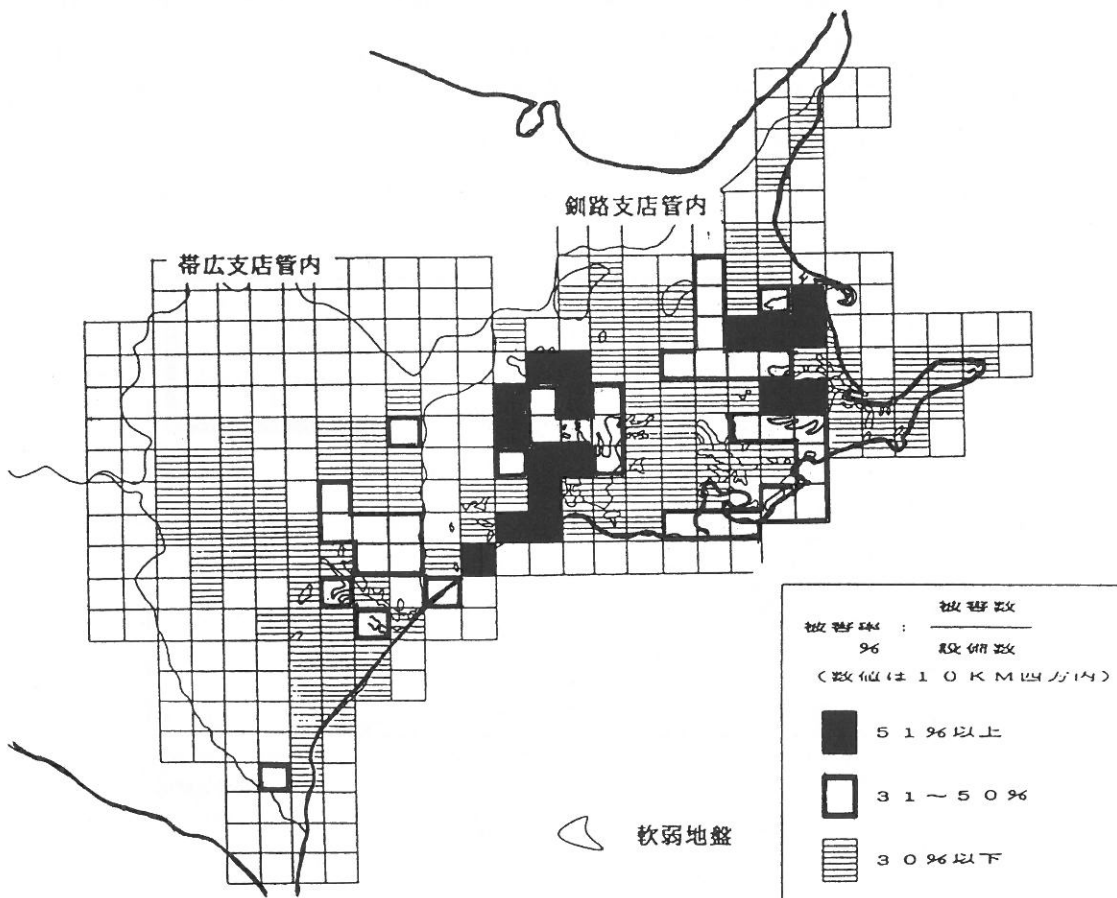 釧路支店管内
帯広支店管内
被害数
被害率 :
% 設備数
(数値は10KM四方内)
51%以上
31~50%
30%以下
軟弱地盤